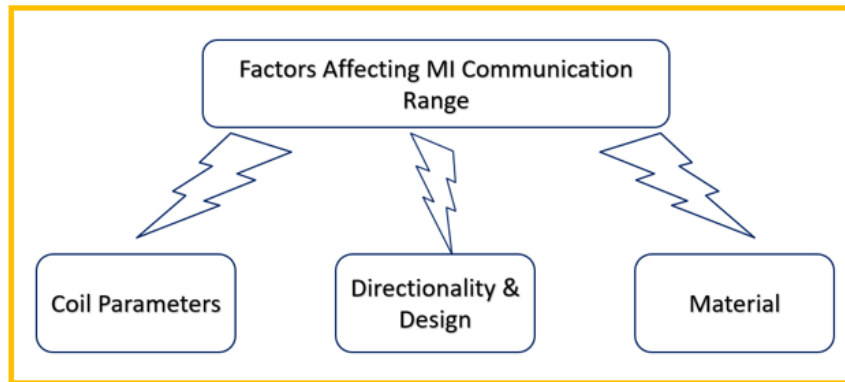 Factors Affecting MI Communication
Range
Coil Parameters
Directionality &
Design
Material